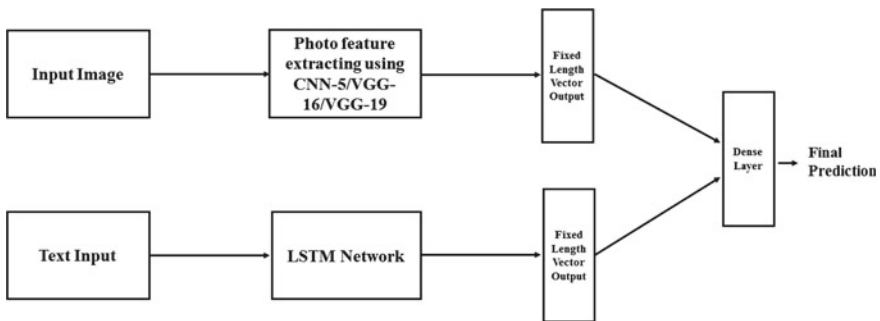 Input Image
Photo feature
extracting using
CNN-5/VGG-
16/VGG-19
Fixed
Length
Vector
Output
Text Input
LSTM Network
Fixed
Length
Vector
Output
Dense
Layer
Final
Prediction